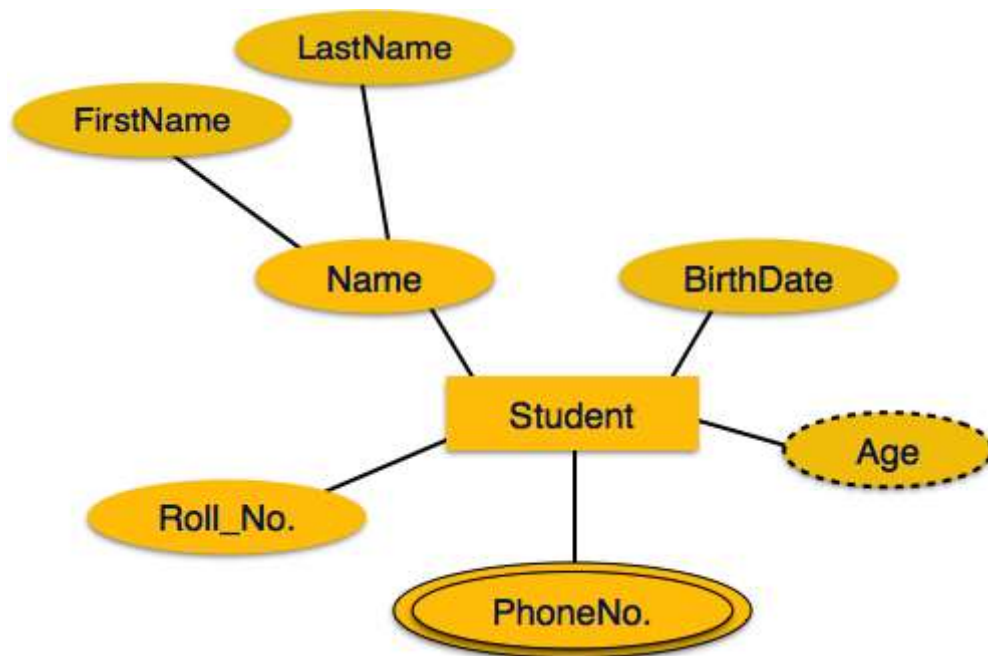 LastName
FirstName
Name
BirthDate
Student
Age
Roll_No.
PhoneNo.